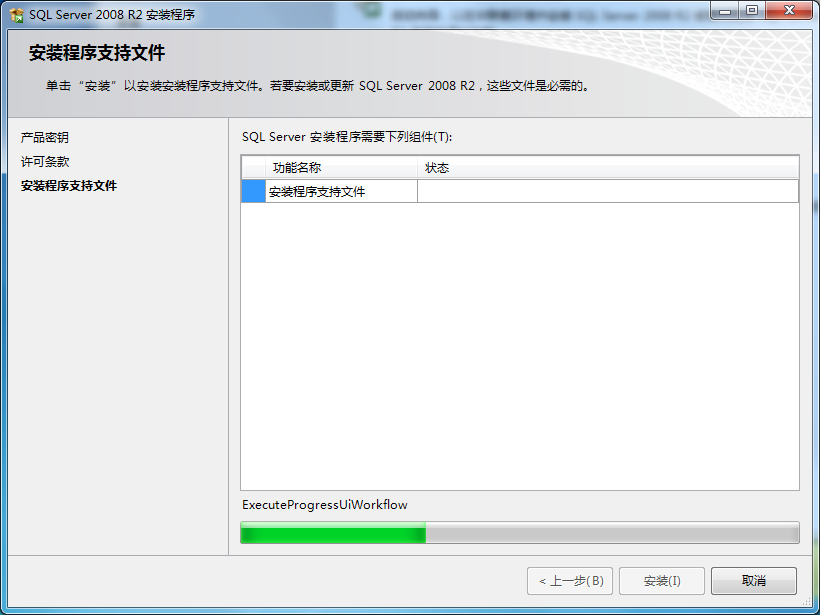 SQL Server 2008 R2 安装程序
安装程序支持文件
单击“安装”以安装安装程序支持文件。若要安装或更新 SQL Server 2008 R2，这些文件是必需的。
产品密钥
许可条款
安装程序支持文件
SQL Server 安装程序需要下列组件(T):
功能名称 状态
安装程序支持文件
ExecuteProgressUiWorkflow
< 上一步(B) 安装(I) 取消